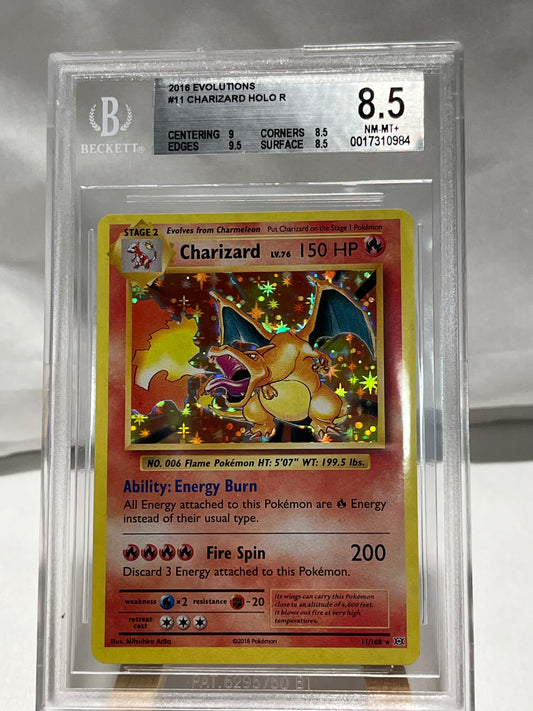 2016 EVOLUTIONS
#11 CHARIZARD HOLO R
8.5
NM-MT+
B
BECKETT®
CENTERING 9 CORNERS 8.5
EDGES 9.5 SURFACE 8.5
0017310984
STAGE 2 Evolves from Charmeleon Put Charizard on the Stage 1 Pokémon
Charizard LV.76 150 HP
NO. 006 Flame Pokémon HT: 5'07" WT: 199.5 lbs.
Ability: Energy Burn
All Energy attached to this Pokémon are Energy
instead of their usual type.
Fire Spin 200
Discard 3 Energy attached to this Pokémon.
weakness ×2 resistance -20
retreat
cost
Its wings can carry this Pokémon
close to an altitude of 4,600 feet.
It blows out fire at very high
temperatures.
Illus. Mitsuhiro Arita ©2016 Pokémon 11/108 ★